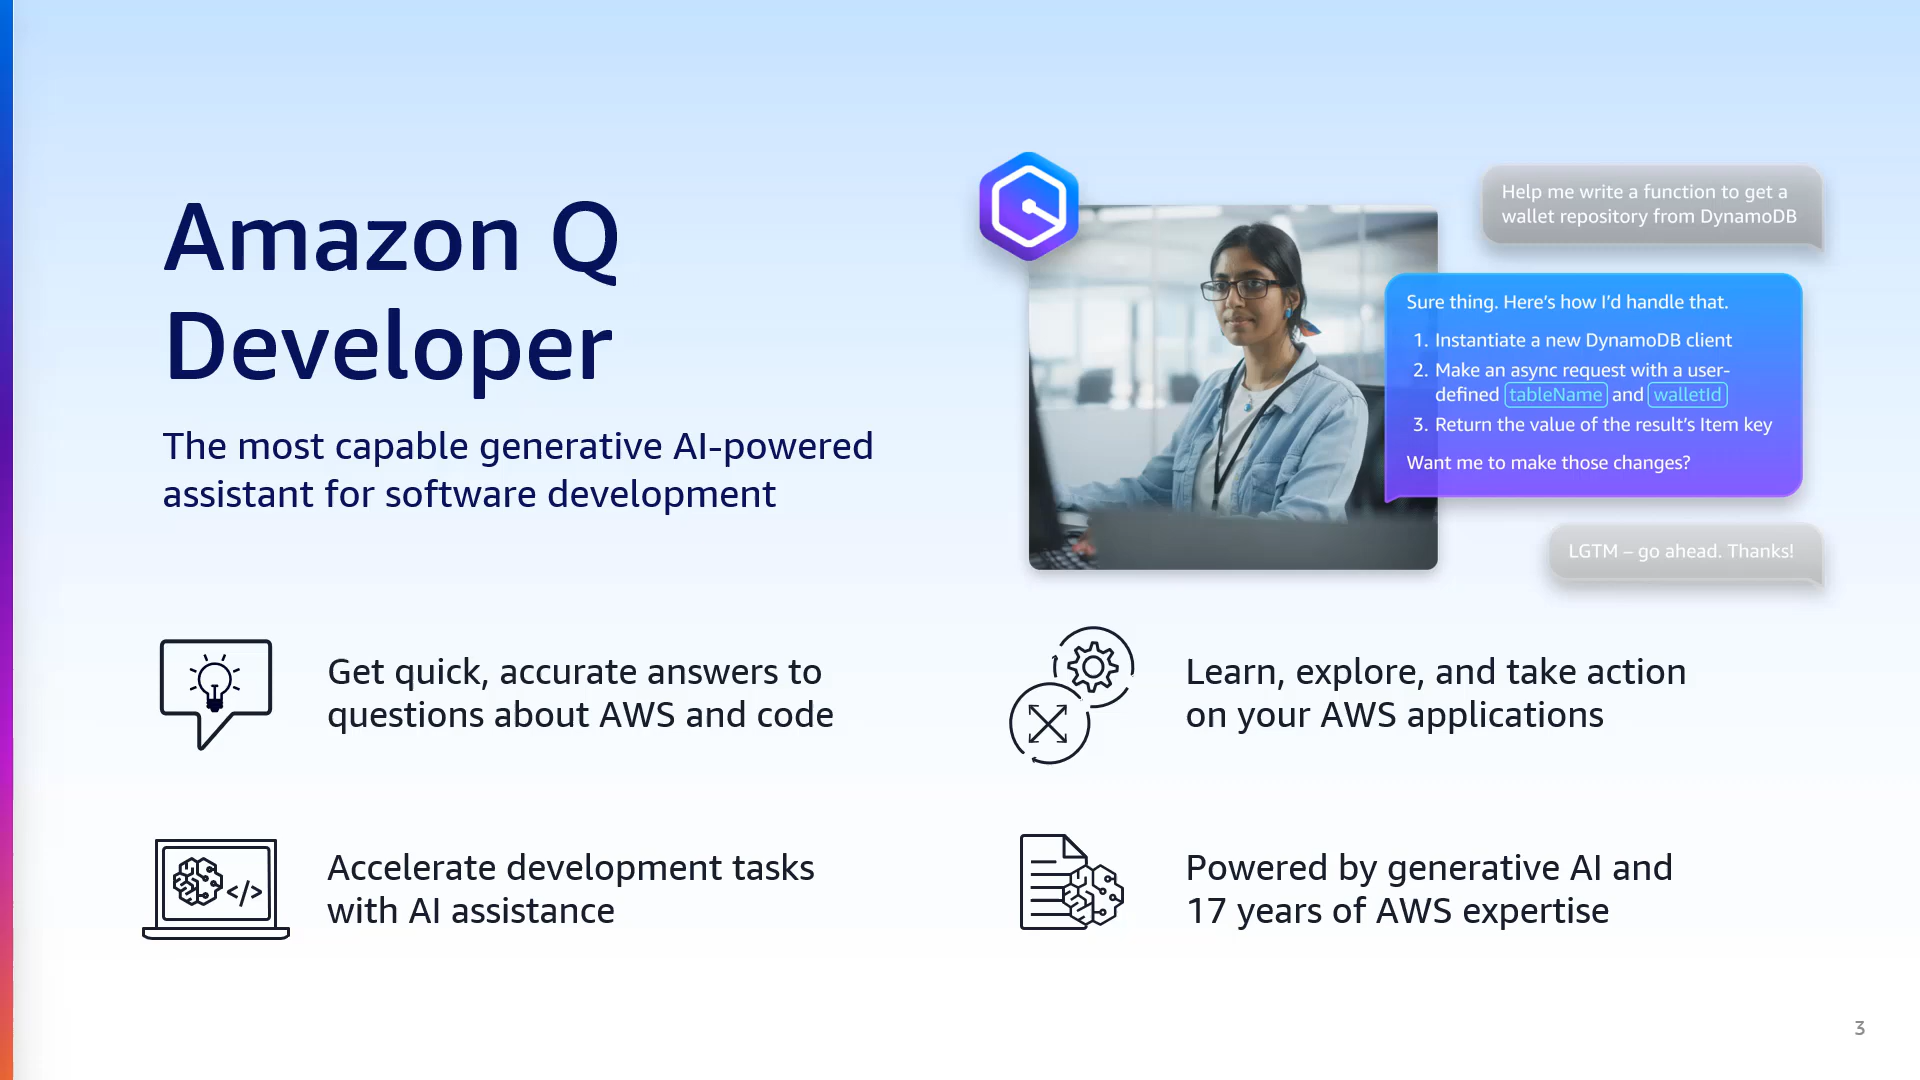 Amazon Q
Developer
The most capable generative AI-powered
assistant for software development
Help me write a function to get a
wallet repository from DynamoDB
Sure thing. Here’s how I’d handle that.
1. Instantiate a new DynamoDB client
2. Make an async request with a user-
defined tableName and walletId
3. Return the value of the result’s Item key
Want me to make those changes?
LGTM – go ahead. Thanks!
Get quick, accurate answers to
questions about AWS and code
Learn, explore, and take action
on your AWS applications
</>
Accelerate development tasks
with AI assistance
Powered by generative AI and
17 years of AWS expertise
3